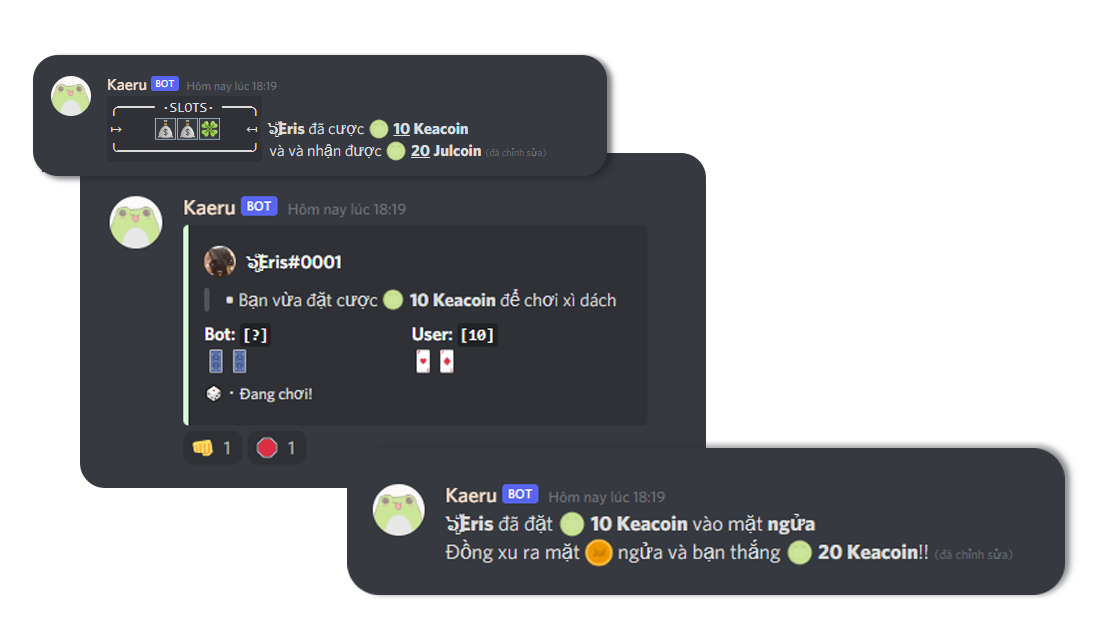 Kaeru BOT Hôm nay lúc 18:19
·SLOTS·
Eris đã cược 10 Keacoin
và và nhận được 20 Julcoin (đã chỉnh sửa)
Kaeru BOT Hôm nay lúc 18:19
Eris#0001
Bạn vừa đặt cược 10 Keacoin để chơi xì dách
Bot: [?] User: [10]
· Đang chơi!
1 1
Kaeru BOT Hôm nay lúc 18:19
Eris đã đặt 10 Keacoin vào mặt ngửa
Đồng xu ra mặt ngửa và bạn thắng 20 Keacoin!! (đã chỉnh sửa)